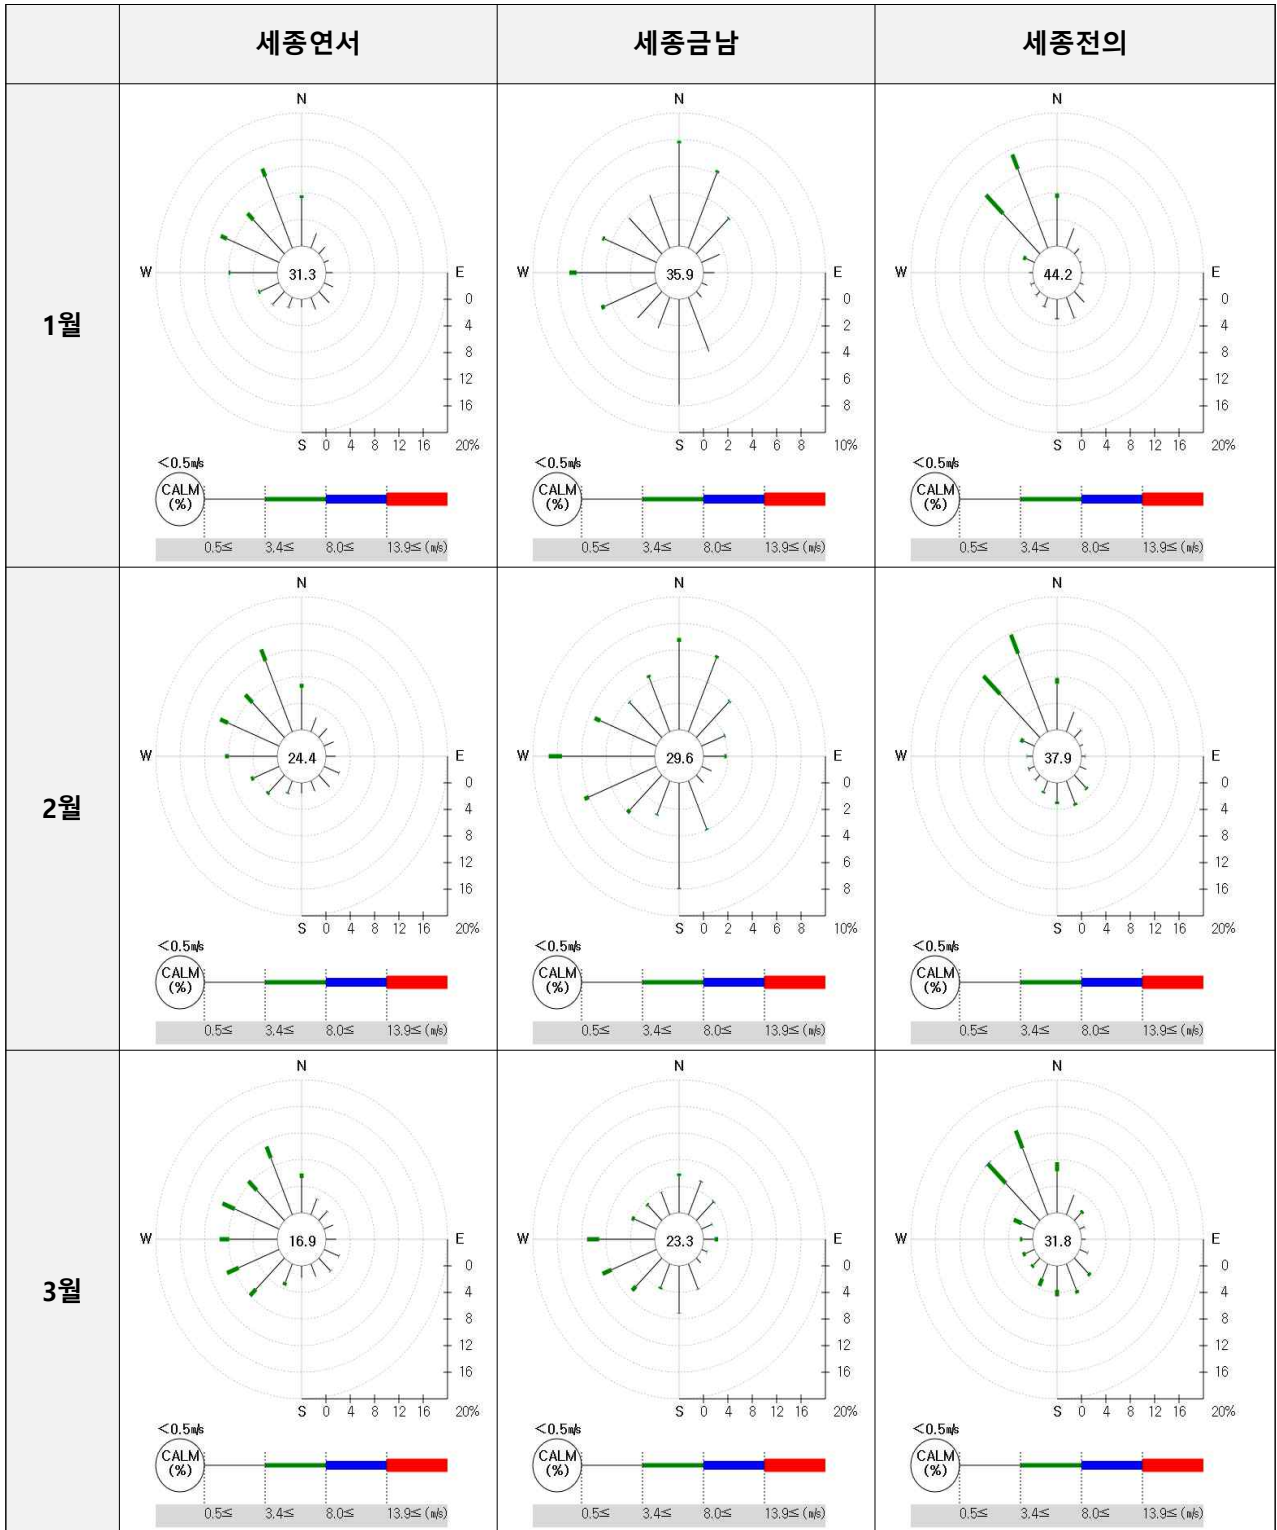 세종연서 세종금남 세종전의
1월
N N N
W 31.3 E W 35.9 E W 44.2 E
0 0 0
4 2 4
8 4 8
12 6 12
16 8 16
S 0 4 8 12 16 20% S 0 2 4 6 8 10% S 0 4 8 12 16 20%
<0.5㎧ <0.5㎧ <0.5㎧
CALM CALM CALM
(%) (%) (%)
0.5≤ 3.4≤ 8.0≤ 13.9≤ (㎧) 0.5≤ 3.4≤ 8.0≤ 13.9≤ (㎧) 0.5≤ 3.4≤ 8.0≤ 13.9≤ (㎧)
2월
N N N
W 24.4 E W 29.6 E W 37.9 E
0 0 0
4 2 4
8 4 8
12 6 12
16 8 16
S 0 4 8 12 16 20% S 0 2 4 6 8 10% S 0 4 8 12 16 20%
<0.5㎧ <0.5㎧ <0.5㎧
CALM CALM CALM
(%) (%) (%)
0.5≤ 3.4≤ 8.0≤ 13.9≤ (㎧) 0.5≤ 3.4≤ 8.0≤ 13.9≤ (㎧) 0.5≤ 3.4≤ 8.0≤ 13.9≤ (㎧)
3월
N N N
W 16.9 E W 23.3 E W 31.8 E
0 0 0
4 4 4
8 8 8
12 12 12
16 16 16
S 0 4 8 12 16 20% S 0 4 8 12 16 20% S 0 4 8 12 16 20%
<0.5㎧ <0.5㎧ <0.5㎧
CALM CALM CALM
(%) (%) (%)
0.5≤ 3.4≤ 8.0≤ 13.9≤ (㎧) 0.5≤ 3.4≤ 8.0≤ 13.9≤ (㎧) 0.5≤ 3.4≤ 8.0≤ 13.9≤ (㎧)